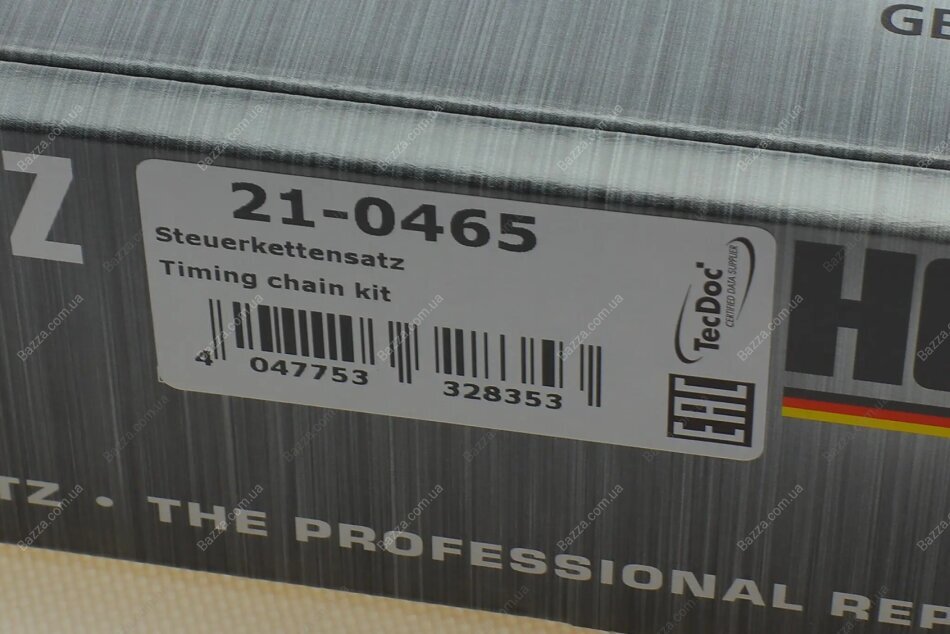 GE
Z
21-0465
Steuerkettensatz
Timing chain kit
4 047753 328353
TecDoc
CERTIFIED DATA SUPPLIER
EAC
H
TZ • THE PROFESSIONAL REP
Bazza.com.ua